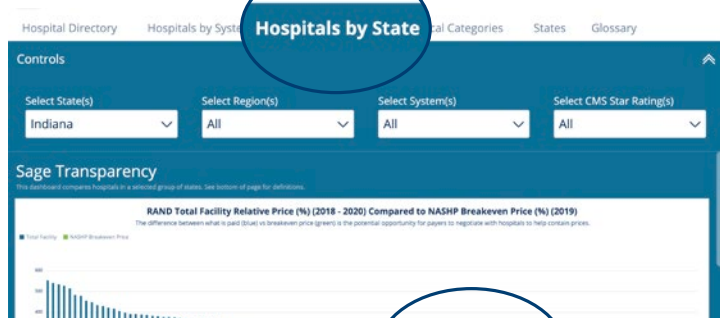 Hospital Directory
Hospitals by Syste
Hospitals by State
cal Categories
States
Glossary
Controls
Select State(s)
Select Region(s)
Select System(s)
Select CMS Star Rating(s)
Indiana
All
All
All
Sage Transparency
This dashboard compares hospitals in a selected group of states. See bottom of page for definitions.
RAND Total Facility Relative Price (%) (2018 - 2020) Compared to NASHP Breakeven Price (%) (2019)
The difference between what is paid (blue) vs breakeven price (green) is the potential opportunity for payers to negotiate with hospitals to help contain prices.
Total Facility
NASHP Breakeven Price